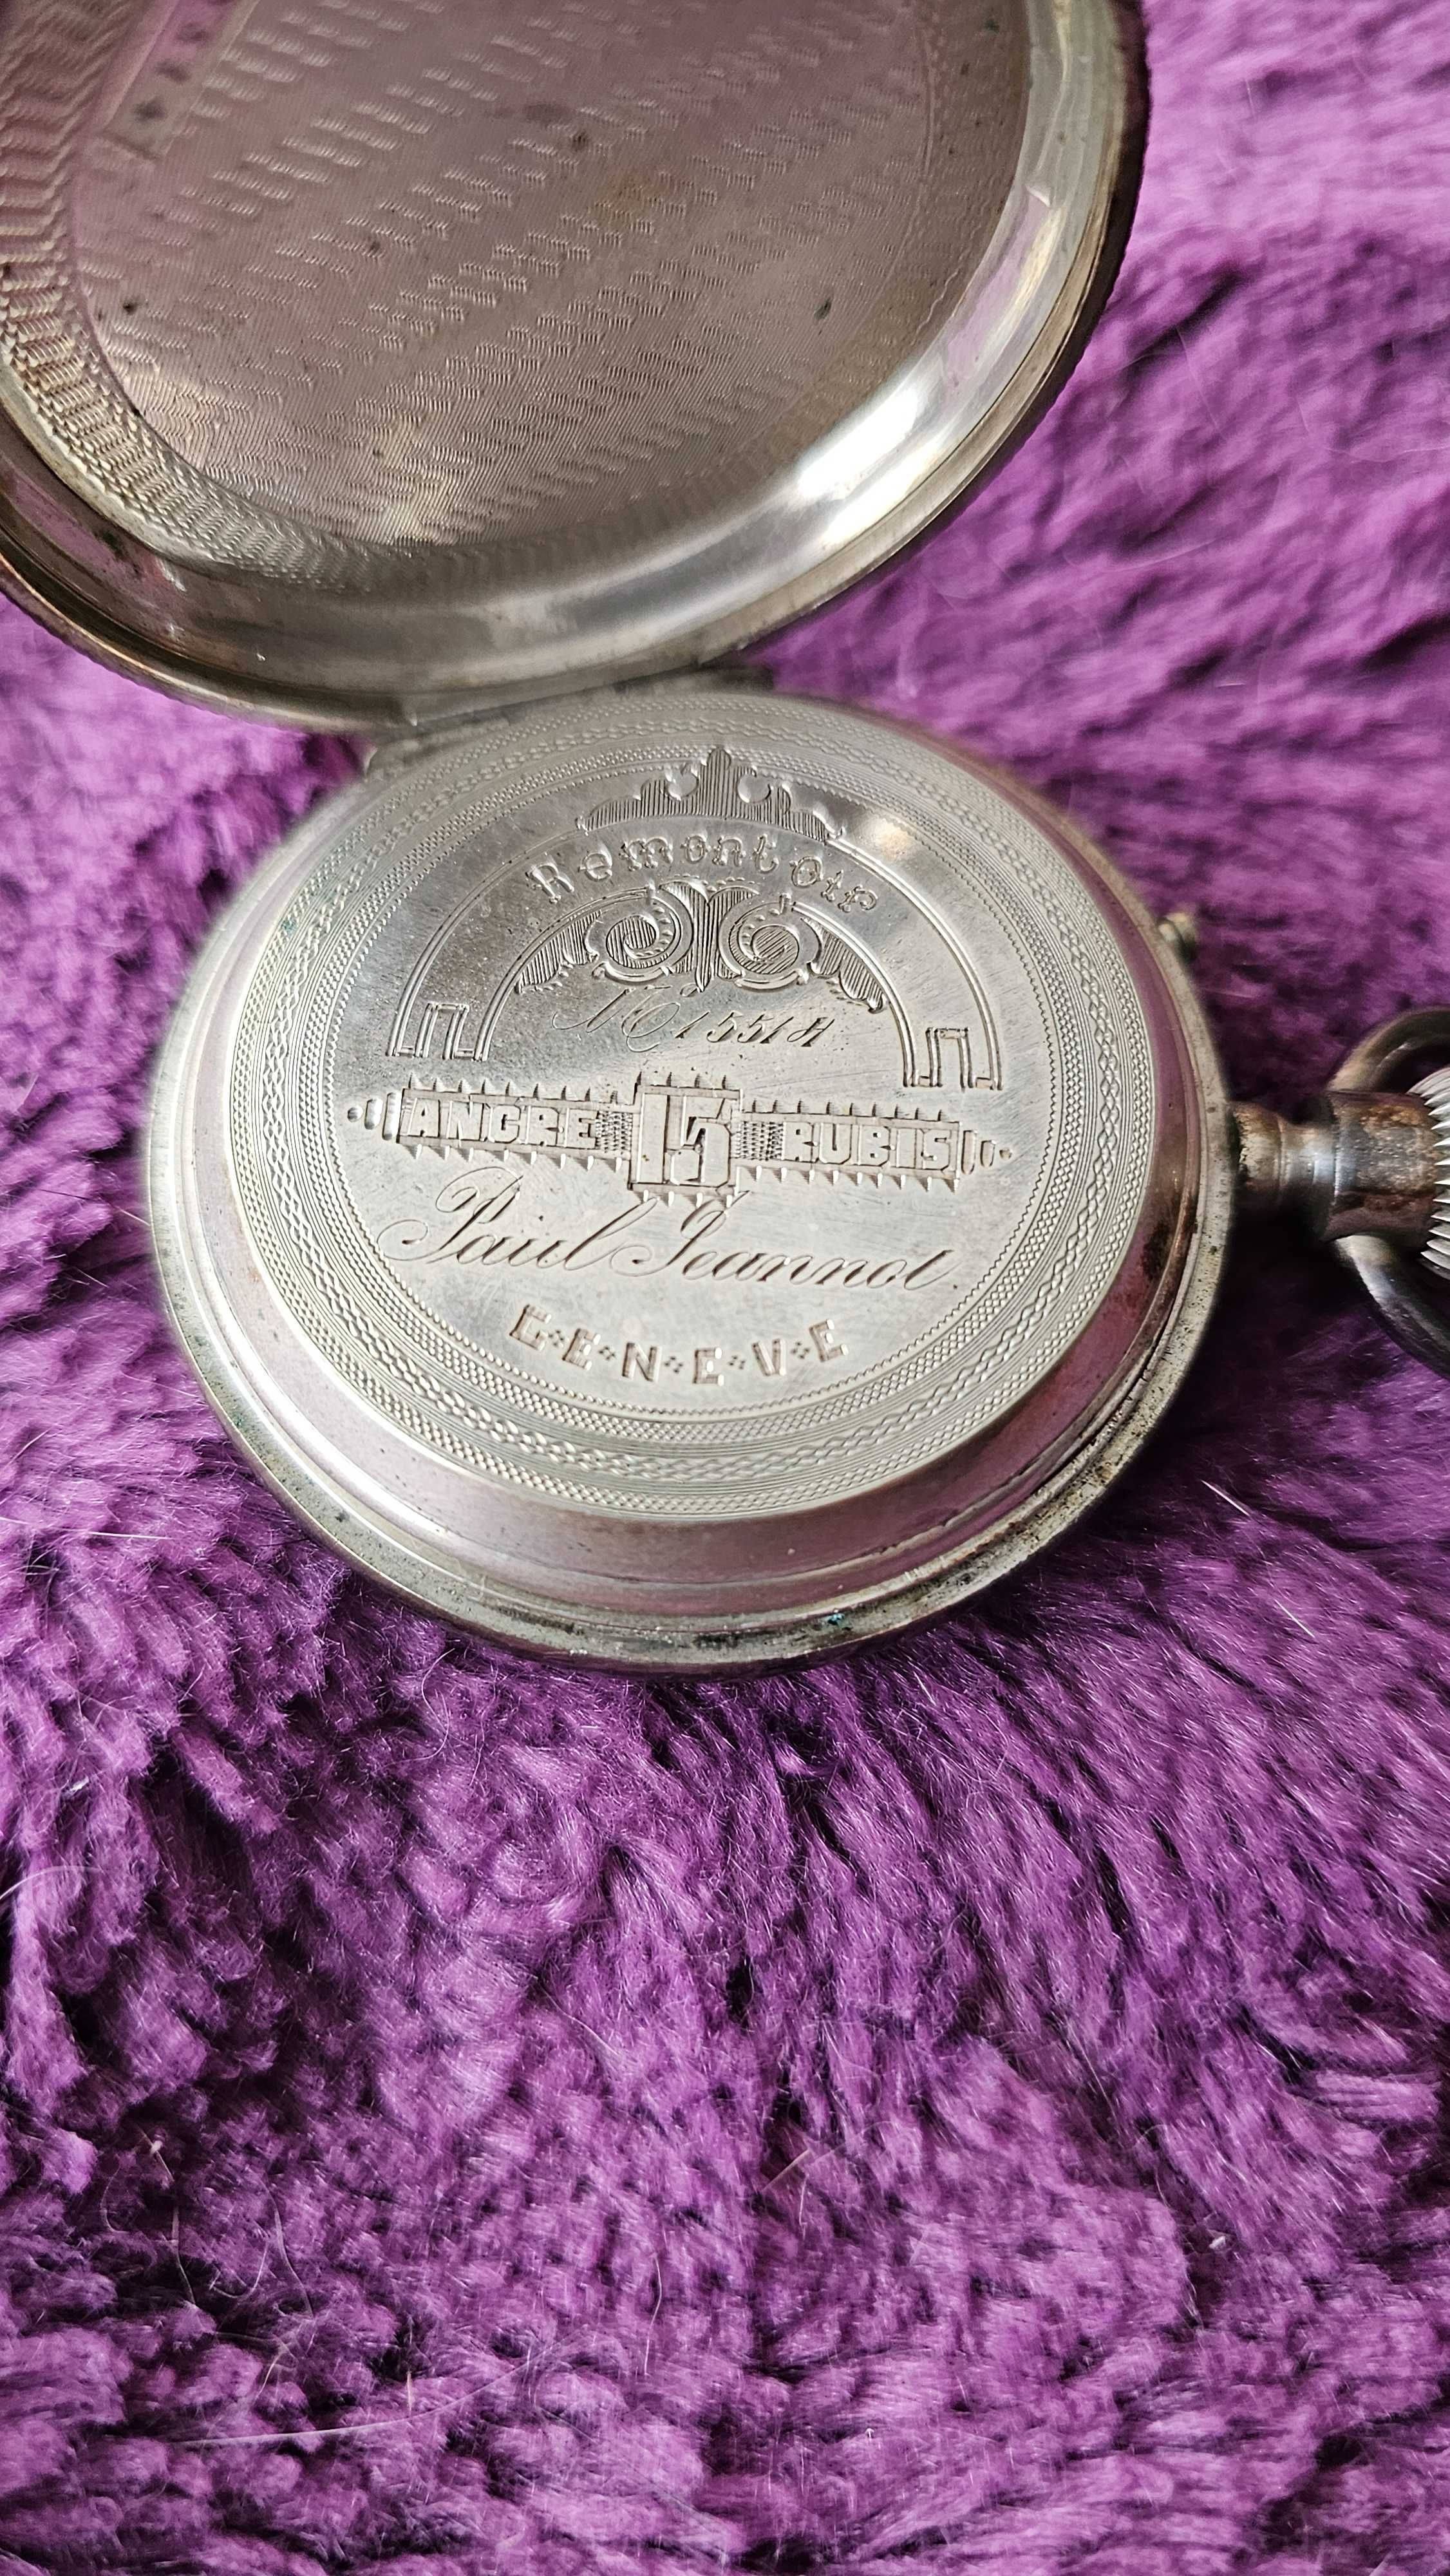 Remontoir
No 15514
ANCRE 15 RUBIS
Paul Jeannot.
GENEVE